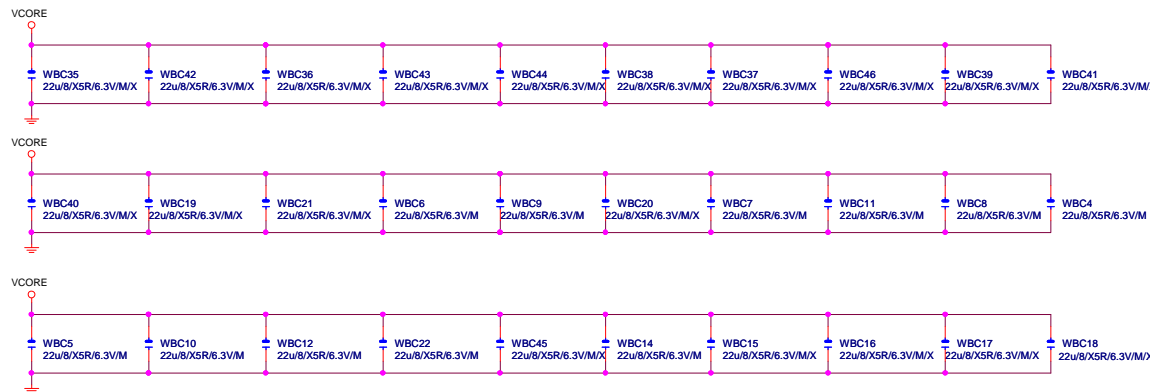 VCORE
WBC35 WBC42 WBC36 WBC43 WBC44 WBC38 WBC37 WBC46 WBC39 WBC41
22u/8/X5R/6.3V/M/X 22u/8/X5R/6.3V/M/X 22u/8/X5R/6.3V/M/X 22u/8/X5R/6.3V/M/X 22u/8/X5R/6.3V/M/X 22u/8/X5R/6.3V/M/X 22u/8/X5R/6.3V/M/X 22u/8/X5R/6.3V/M/X 22u/8/X5R/6.3V/M/X 22u/8/X5R/6.3V/M/
VCORE
WBC40 WBC19 WBC21 WBC6 WBC9 WBC20 WBC7 WBC11 WBC8 WBC4
22u/8/X5R/6.3V/M/X 22u/8/X5R/6.3V/M/X 22u/8/X5R/6.3V/M/X 22u/8/X5R/6.3V/M 22u/8/X5R/6.3V/M 22u/8/X5R/6.3V/M/X 22u/8/X5R/6.3V/M 22u/8/X5R/6.3V/M 22u/8/X5R/6.3V/M 22u/8/X5R/6.3V/M
VCORE
WBC5 WBC10 WBC12 WBC22 WBC45 WBC14 WBC15 WBC16 WBC17 WBC18
22u/8/X5R/6.3V/M 22u/8/X5R/6.3V/M 22u/8/X5R/6.3V/M 22u/8/X5R/6.3V/M 22u/8/X5R/6.3V/M/X 22u/8/X5R/6.3V/M 22u/8/X5R/6.3V/M/X 22u/8/X5R/6.3V/M/X 22u/8/X5R/6.3V/M/X 22u/8/X5R/6.3V/M/X